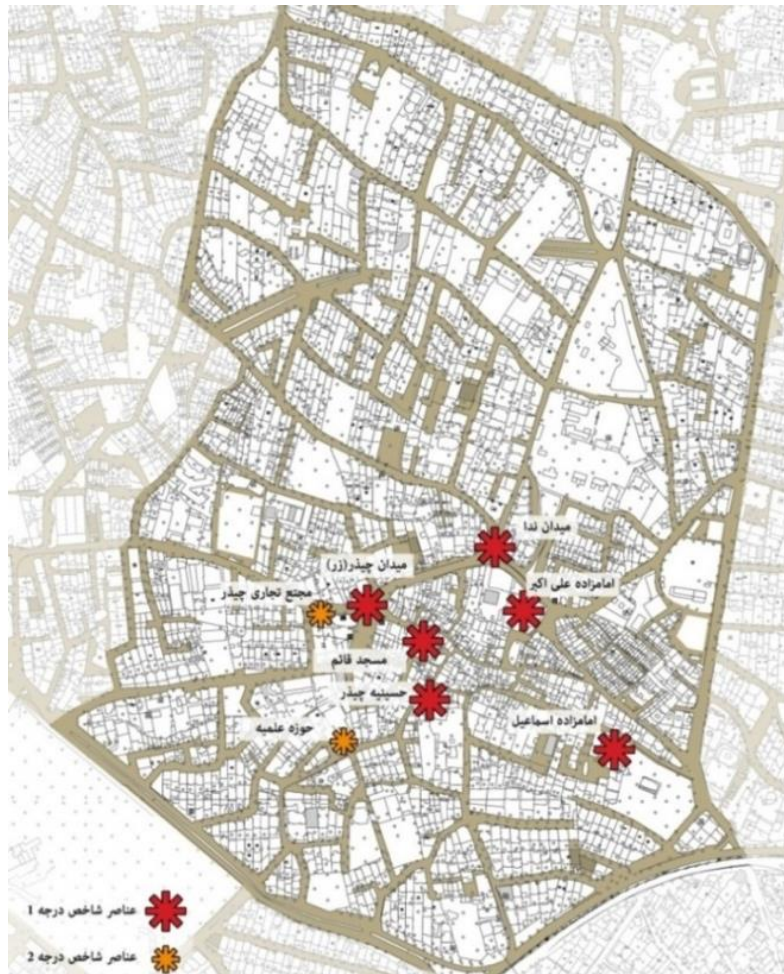 میدان ندا
میدان چیذر(زر)
امامزاده علی اکبر
مجتمع تجاری چیذر
مسجد قائم
حسینیه چیذر
امامزاده اسماعیل
حوزه علمیه
عناصر شاخص درجه 1
عناصر شاخص درجه 2